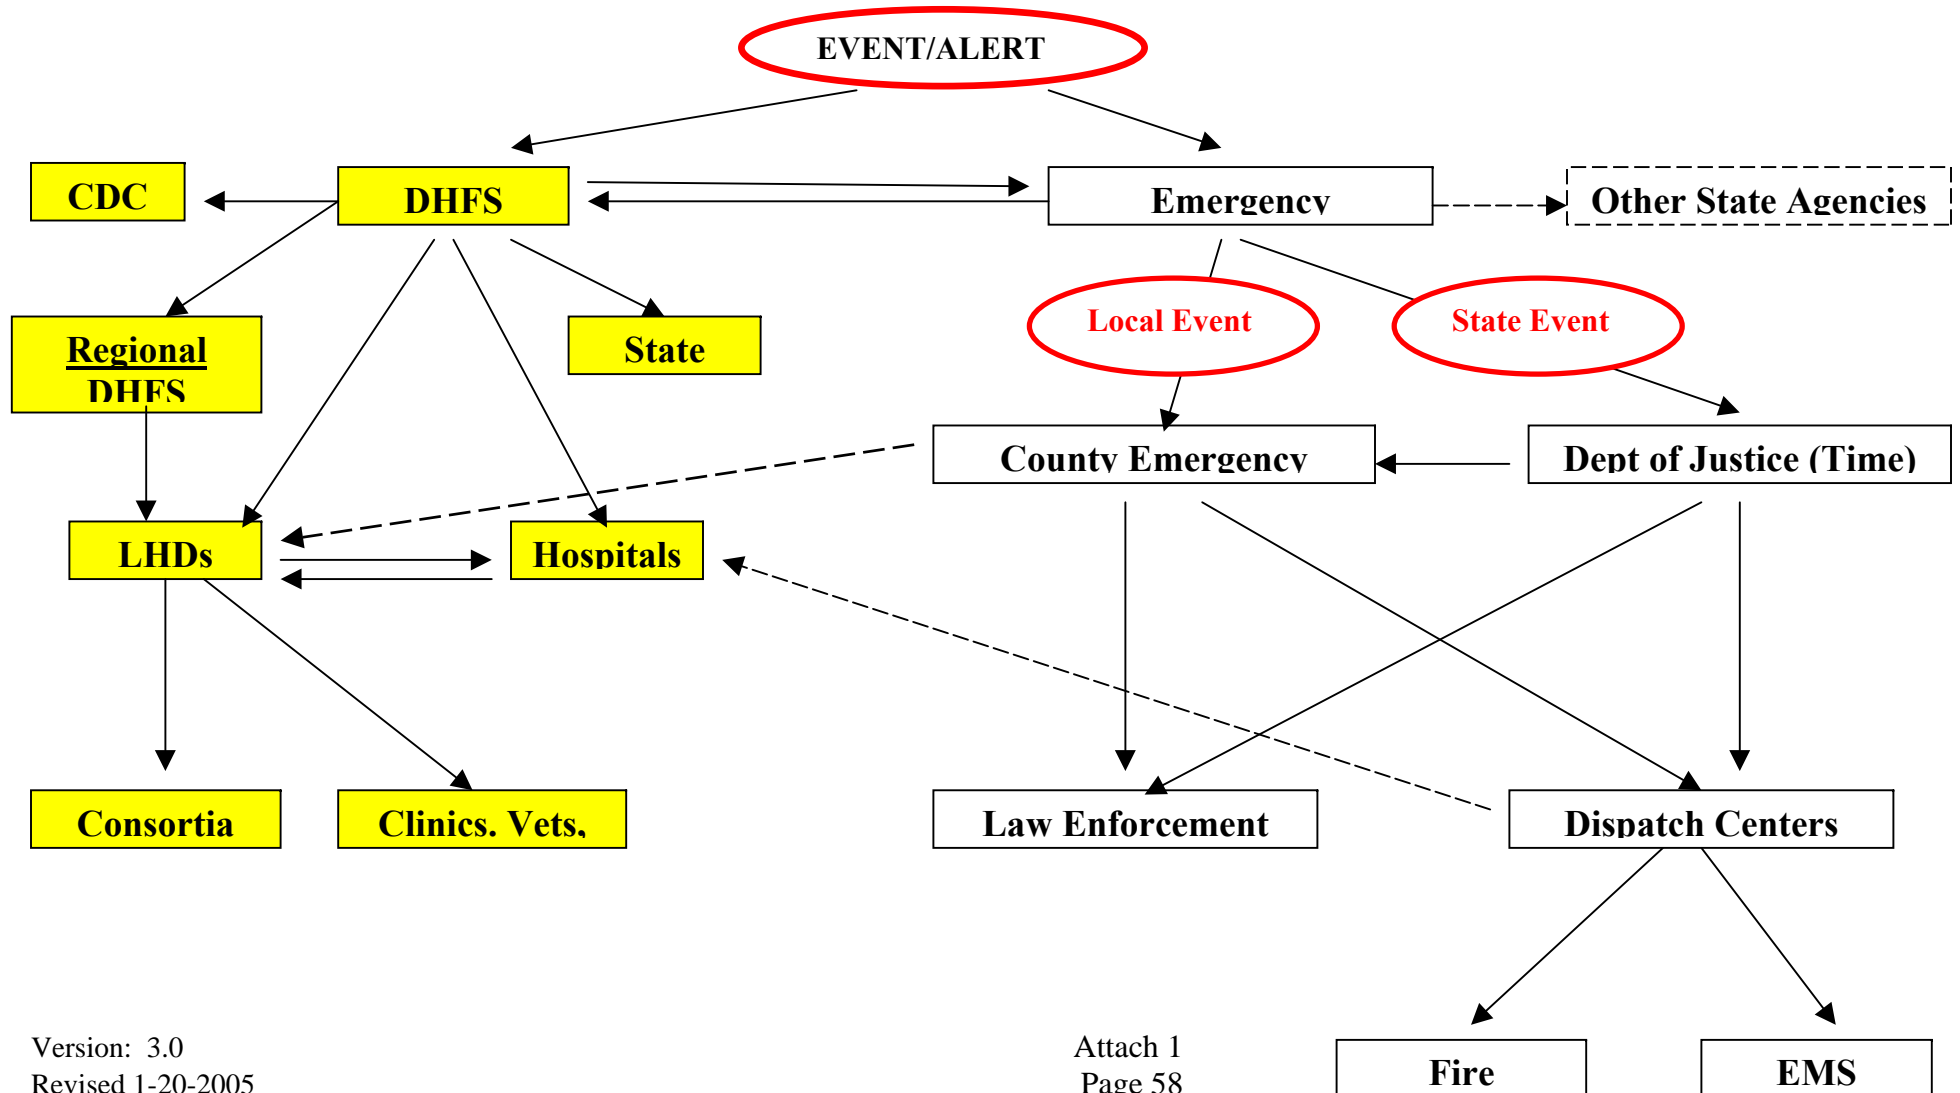 EVENT/ALERT
CDC
DHFS
Emergency
Other State Agencies
Local Event
State Event
Regional
DHFS
State
County Emergency
Dept of Justice (Time)
LHDs
Hospitals
Consortia
Clinics, Vets,
Law Enforcement
Dispatch Centers
Fire
EMS
Version: 3.0
Revised 1-20-2005
Attach 1
Page 58